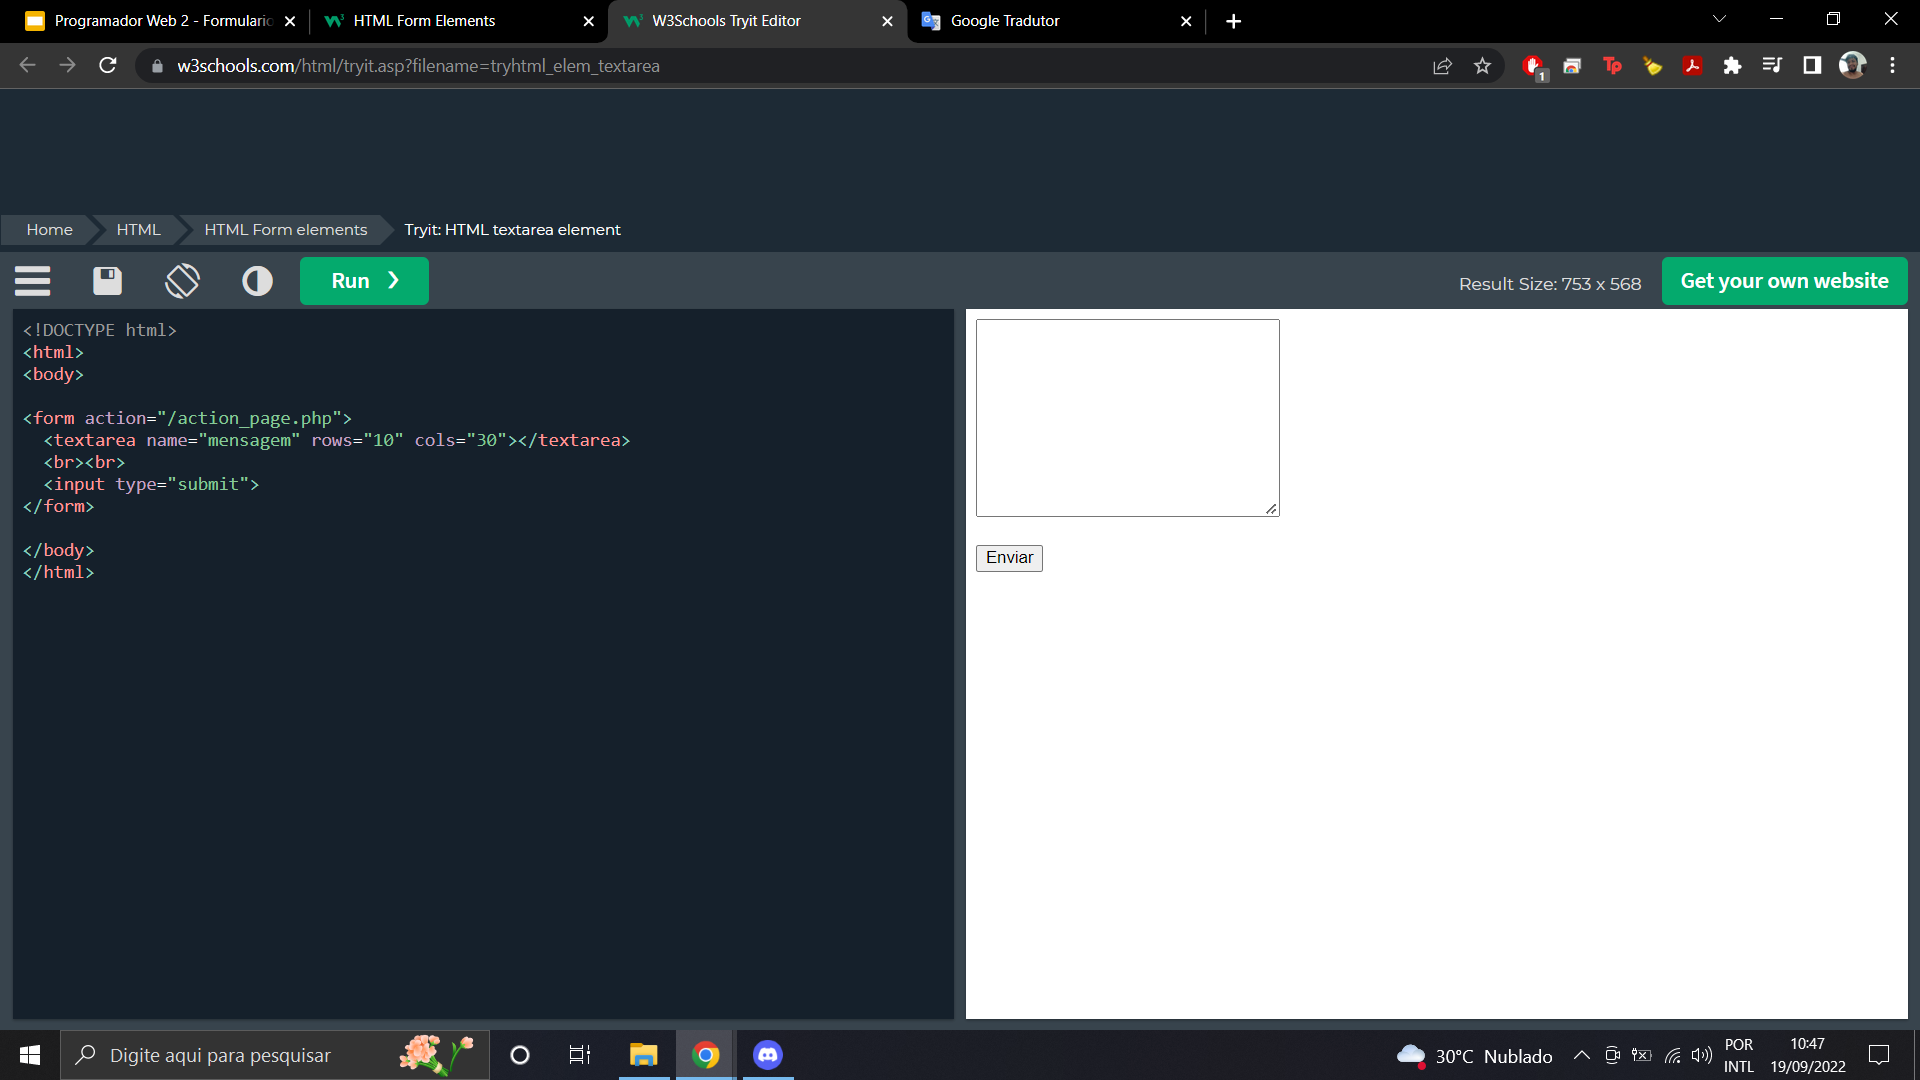 Programador Web 2 - Formulario
HTML Form Elements
W3Schools Tryit Editor
Google Tradutor
w3schools.com/html/tryit.asp?filename=tryhtml_elem_textarea
1
Home
HTML
HTML Form elements
Tryit: HTML textarea element
Run ❯
Result Size: 753 x 568
Get your own website
<!DOCTYPE html>
<html>
<body>
<form action="/action_page.php">
<textarea name="mensagem" rows="10" cols="30"></textarea>
<br><br>
<input type="submit">
</form>
</body>
</html>
Enviar
Digite aqui para pesquisar
30°C Nublado
POR
INTL
10:47
19/09/2022